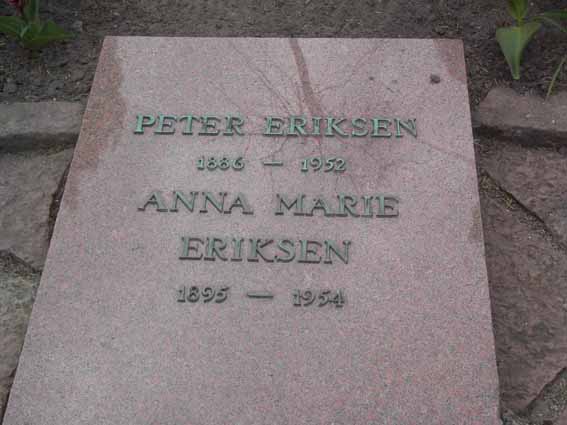 PETER ERIKSEN
1886 — 1952
ANNA MARIE
ERIKSEN
1895 — 1954